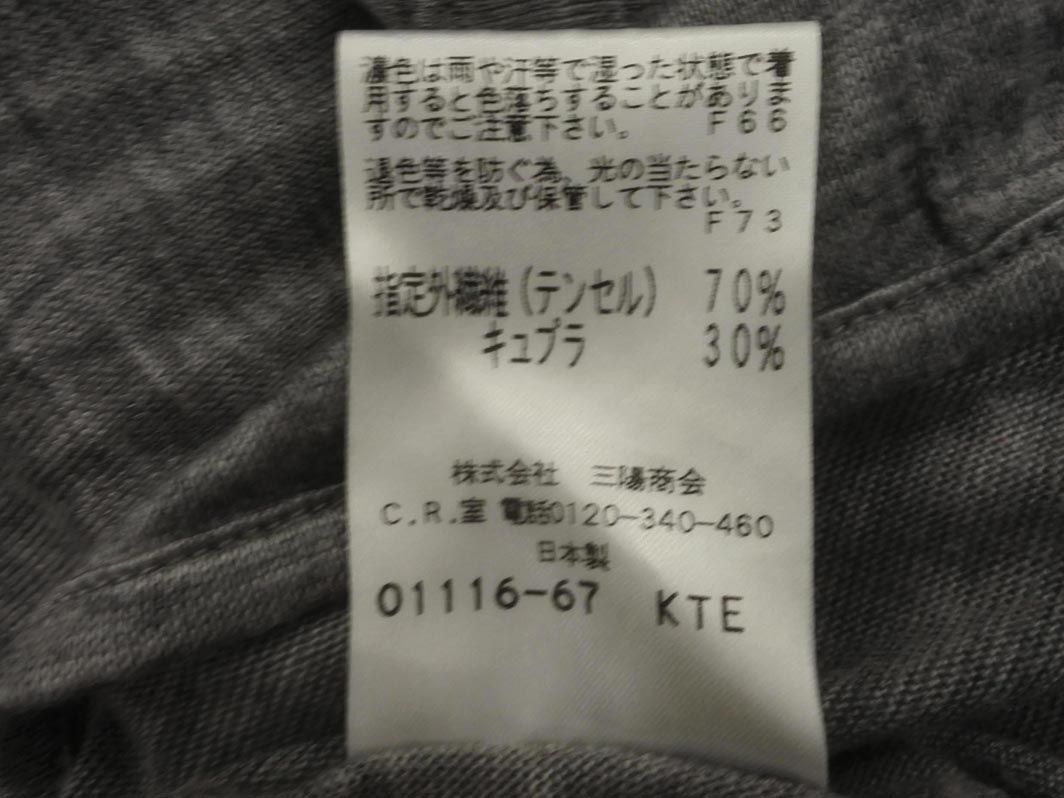 濃色は雨や汗等で湿った状態で着
用すると色落ちすることがありま
すのでご注意下さい。 F66
退色等を防ぐ為、光の当たらない
所で乾燥及び保管して下さい。
F73
指定外繊維(テンセル) 70%
キュプラ 30%
株式会社 三陽商会
C.R.室 電話0120-340-460
日本製
01116-67 KTE